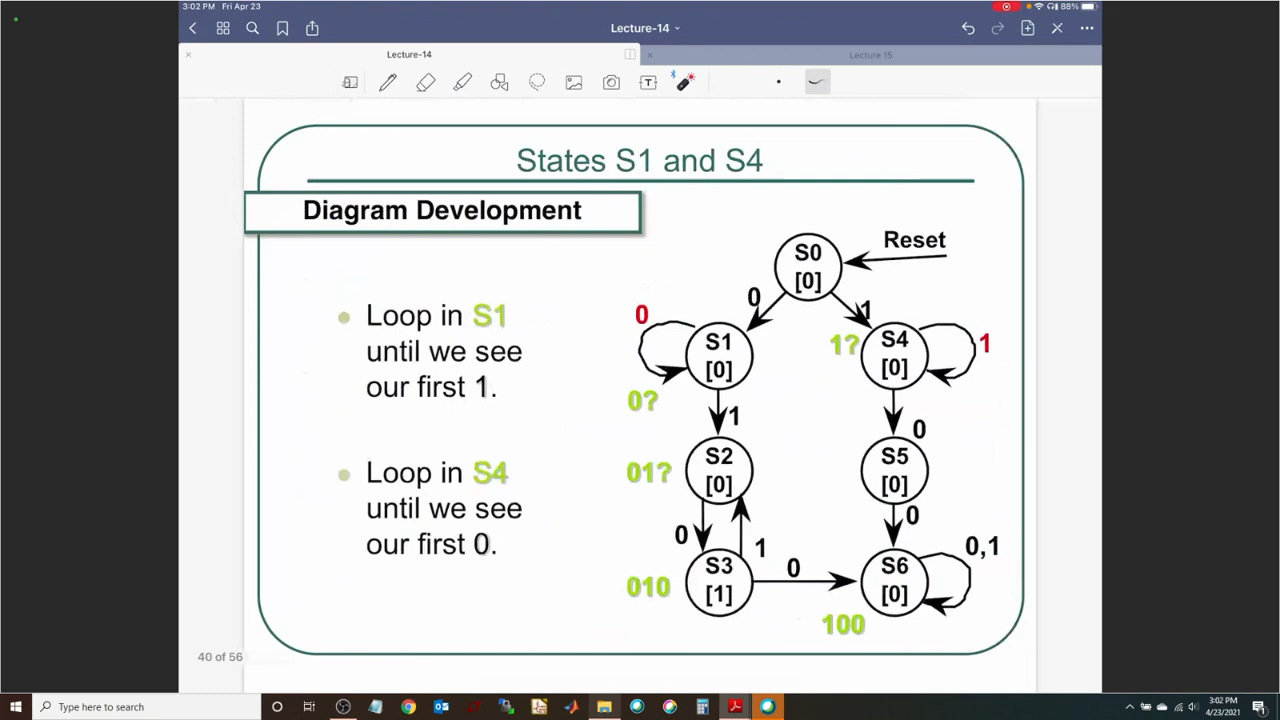 3:02 PM Fri Apr 23
88%
Lecture-14
Lecture-14
Lecture 15
T
States S1 and S4
Diagram Development
Reset
S0
[0]
0
1
Loop in S1
until we see
our first 1.
0
S1
[0]
0?
1
1?
S4
[0]
1
0
01?
S2
[0]
S5
[0]
Loop in S4
until we see
our first 0.
0
1
0
0
0,1
010
S3
[1]
S6
[0]
100
40 of 56
Type here to search
3:02 PM
4/23/2021